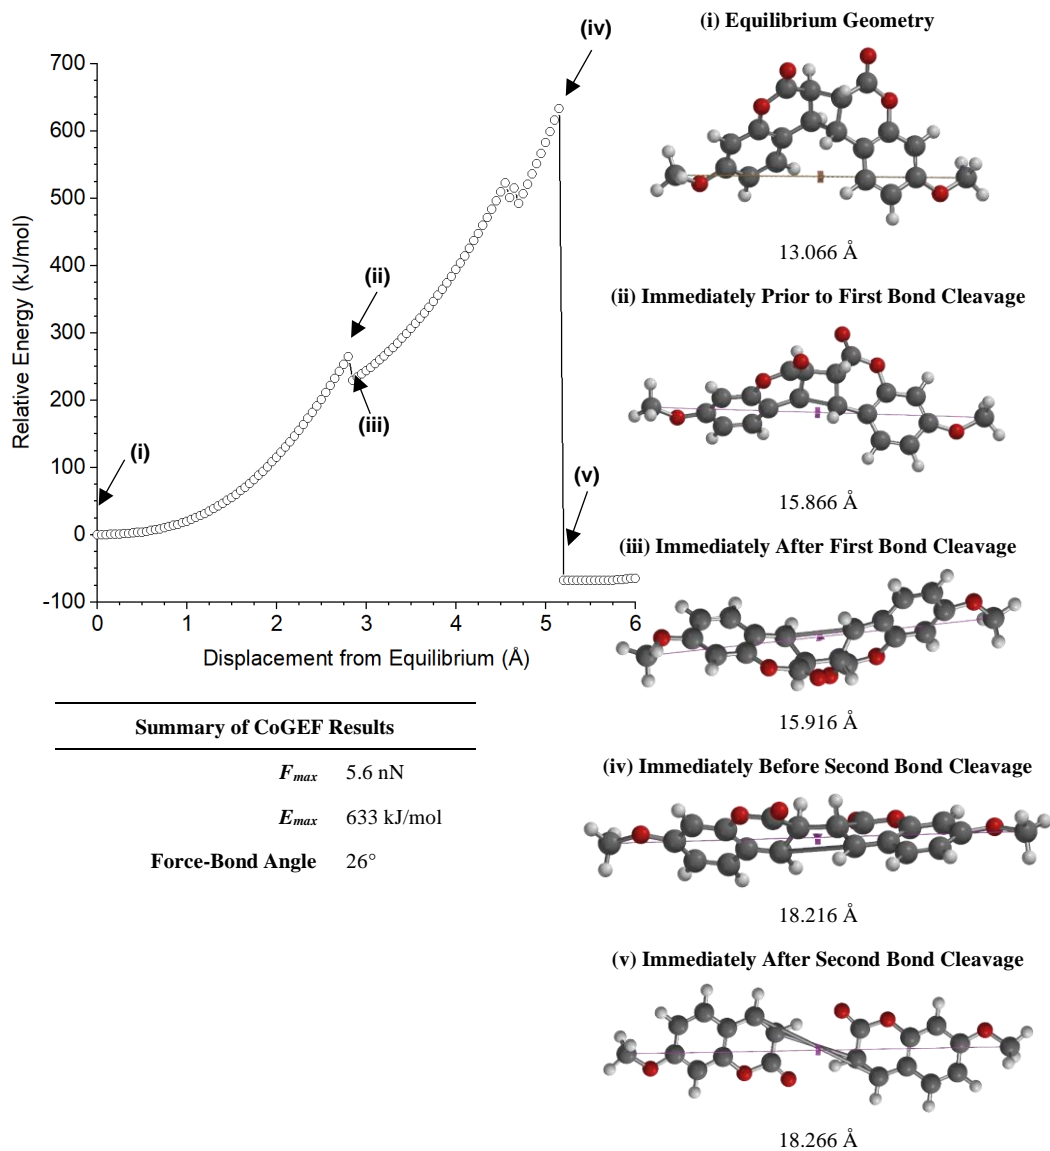 (i) Equilibrium Geometry
13.066 Å
(ii) Immediately Prior to First Bond Cleavage
15.866 Å
(iii) Immediately After First Bond Cleavage
15.916 Å
(iv) Immediately Before Second Bond Cleavage
18.216 Å
(v) Immediately After Second Bond Cleavage
18.266 Å
Relative Energy (kJ/mol)
700
600
500
400
300
200
100
0
-100
0 1 2 3 4 5 6
Displacement from Equilibrium (Å)
(i)
(ii)
(iii)
(iv)
(v)
Summary of CoGEF Results
Fmax 5.6 nN
Emax 633 kJ/mol
Force-Bond Angle 26°